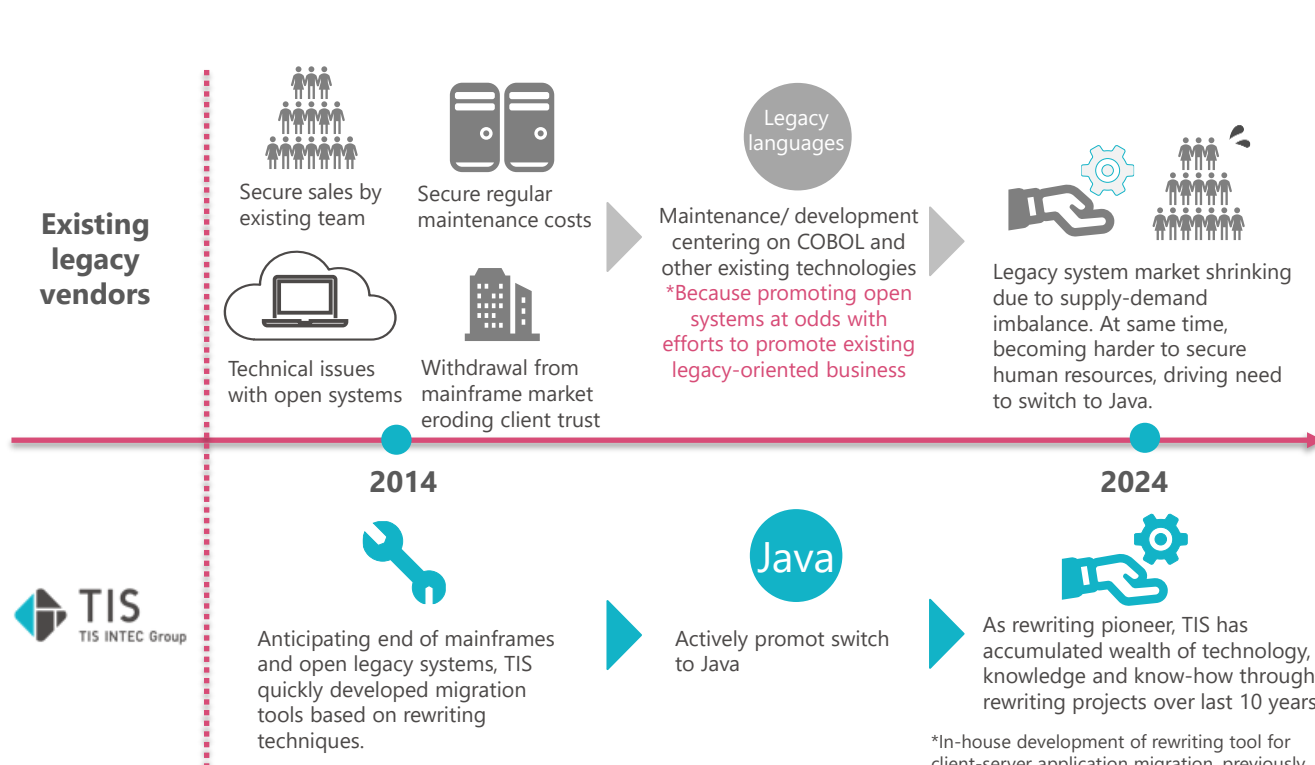 Existing
legacy
vendors
Secure sales by
existing team
Secure regular
maintenance costs
Technical issues
with open systems
Withdrawal from
mainframe market
eroding client trust
Legacy
languages
Maintenance/ development
centering on COBOL and
other existing technologies
*Because promoting open
systems at odds with
efforts to promote existing
legacy-oriented business
Legacy system market shrinking
due to supply-demand
imbalance. At same time,
becoming harder to secure
human resources, driving need
to switch to Java.
2014
2024
TIS
TIS INTEC Group
Anticipating end of mainframes
and open legacy systems, TIS
quickly developed migration
tools based on rewriting
techniques.
Java
Actively promot switch
to Java
As rewriting pioneer, TIS has
accumulated wealth of technology,
knowledge and know-how through
rewriting projects over last 10 years
*In-house development of rewriting tool for
client-server application migration, previously